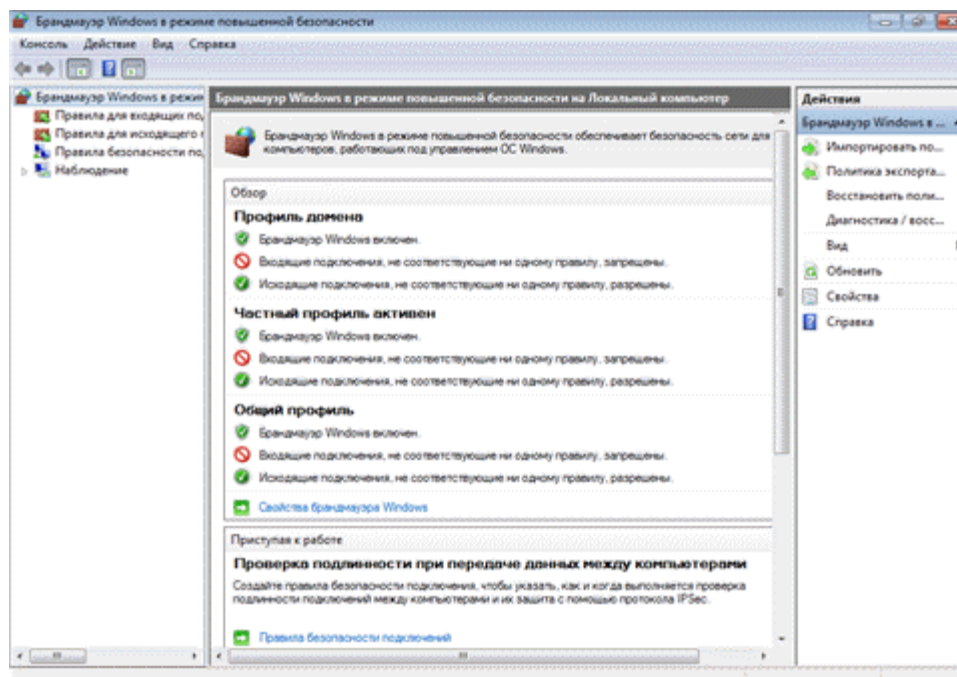 Брандмауэр Windows в режиме повышенной безопасности
Консоль Действие Вид Справка
Брандмауэр Windows в режим
Правила для входящих по,
Правила для исходящего г
Правила безопасности по,
Наблюдение
Брандмауэр Windows в режиме повышенной безопасности на Локальный компьютер
Брандмауэр Windows в режиме повышенной безопасности обеспечивает безопасность сети для
компьютеров, работающих под управлением ОС Windows.
Обзор
Профиль домена
Брандмауэр Windows включен.
Входящие подключения, не соответствующие ни одному правилу, запрещены.
Исходящие подключения, не соответствующие ни одному правилу, разрешены.
Частный профиль активен
Брандмауэр Windows включен.
Входящие подключения, не соответствующие ни одному правилу, запрещены.
Исходящие подключения, не соответствующие ни одному правилу, разрешены.
Общий профиль
Брандмауэр Windows включен.
Входящие подключения, не соответствующие ни одному правилу, запрещены.
Исходящие подключения, не соответствующие ни одному правилу, разрешены.
Свойства брандмауэра Windows
Приступая к работе
Проверка подлинности при передаче данных между компьютерами
Создайте правила безопасности подключения, чтобы указать, как и когда выполняется проверка
подлинности подключений между компьютерами и их защита с помощью протокола IPSec.
Правила безопасности подключений
Действия
Брандмауэр Windows в ...
Импортировать по...
Политика экспорта...
Восстановить поли...
Диагностика / восс...
Вид
Обновить
Свойства
Справка